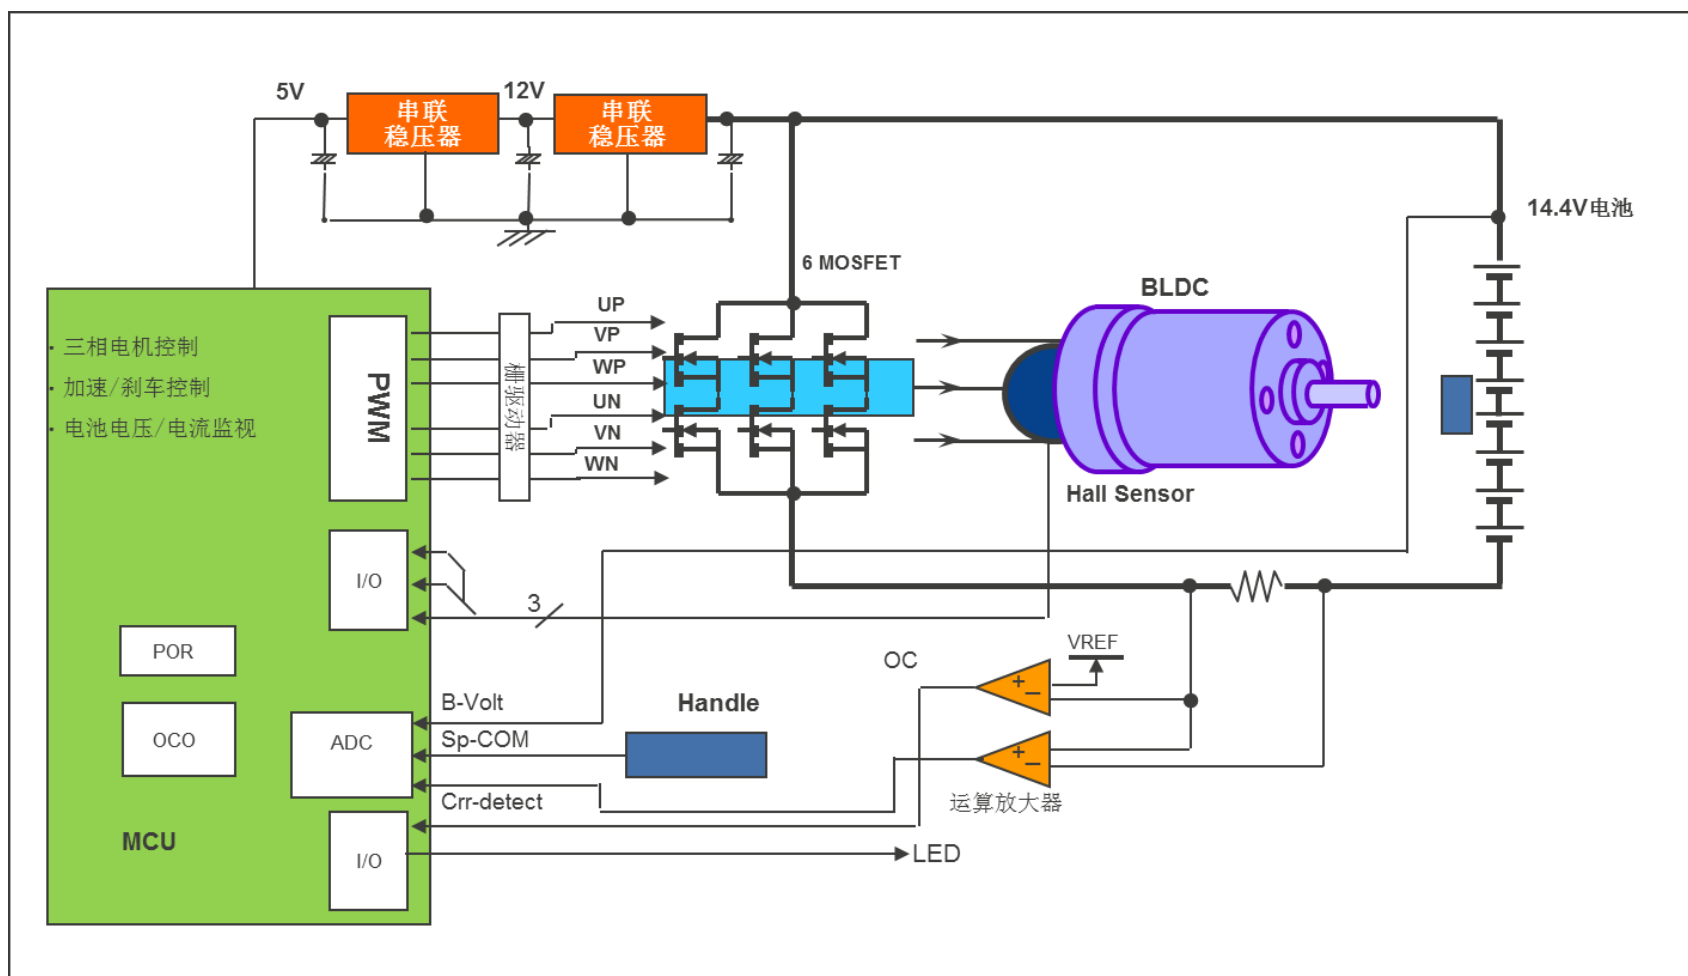 5V
串联
稳压器
12V
串联
稳压器
14.4V电池
6 MOSFET
BLDC
· 三相电机控制
· 加速/刹车控制
· 电池电压/电流监视
PWM
栅驱动器
UP
VP
WP
UN
VN
WN
Hall Sensor
I/O
3
POR
OCO
ADC
MCU
I/O
B-Volt
Sp-COM
Crr-detect
Handle
OC
VREF
+
−
+
−
运算放大器
LED